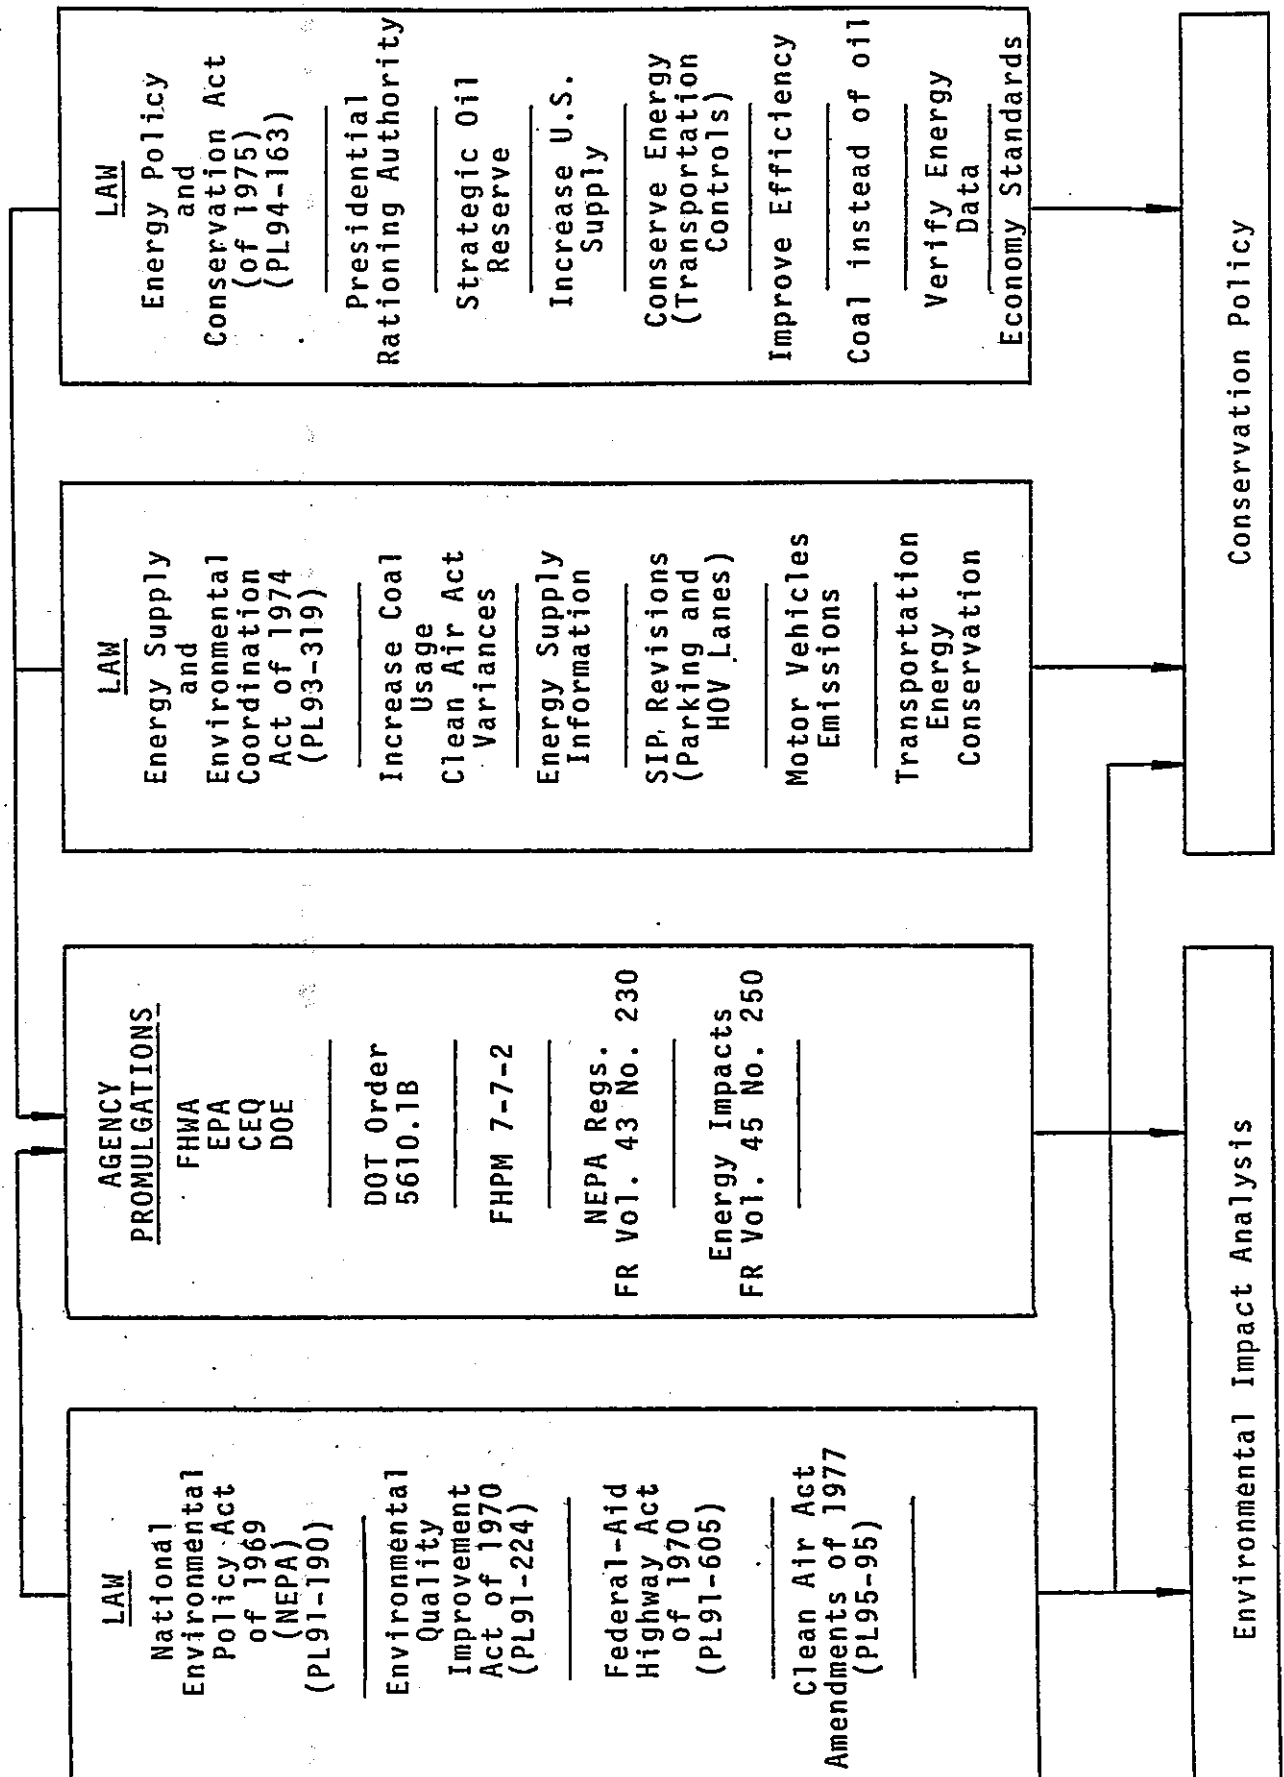 LAW
National
Environmental
Policy Act
of 1969
(NEPA)
(PL91-190)
Environmental
Quality
Improvement
Act of 1970
(PL91-224)
Federal-Aid
Highway Act
of 1970
(PL91-605)
Clean Air Act
Amendments of 1977
(PL95-95)
AGENCY
PROMULGATIONS
FHWA
EPA
CEQ
DOE
DOT Order
5610.1B
FHPM 7-7-2
NEPA Regs.
FR Vol. 43 No. 230
Energy Impacts
FR Vol. 45 No. 250
LAW
Energy Supply
and
Environmental
Coordination
Act of 1974
(PL93-319)
Increase Coal
Usage
Clean Air Act
Variances
Energy Supply
Information
SIP Revisions
(Parking and
HOV Lanes)
Motor Vehicles
Emissions
Transportation
Energy
Conservation
LAW
Energy Policy
and
Conservation Act
(of 1975)
(PL94-163)
Presidential
Rationing Authority
Strategic Oil
Reserve
Increase U.S.
Supply
Conserve Energy
(Transportation
Controls)
Improve Efficiency
Coal instead of oil
Verify Energy
Data
Economy Standards
Environmental Impact Analysis
Conservation Policy